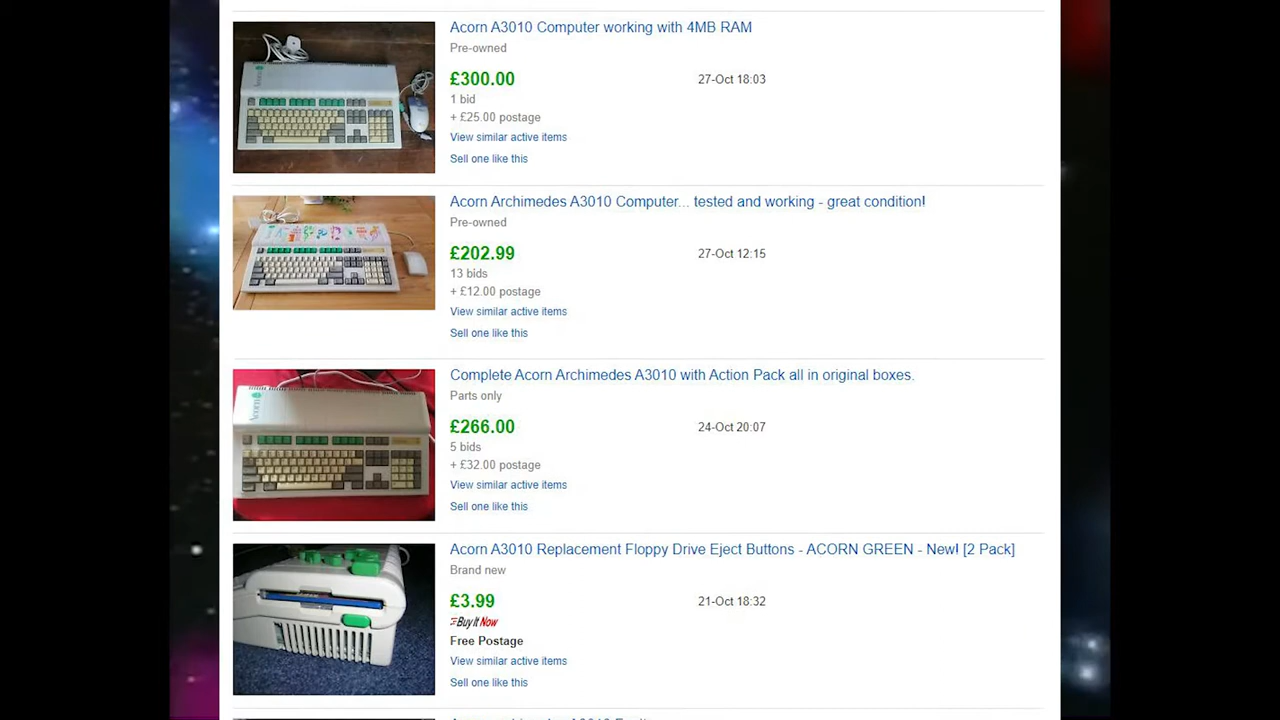 Acorn A3010 Computer working with 4MB RAM
Pre-owned
£300.00
27-Oct 18:03
1 bid
+ £25.00 postage
View similar active items
Sell one like this
Acorn Archimedes A3010 Computer... tested and working - great condition!
Pre-owned
£202.99
27-Oct 12:15
13 bids
+ £12.00 postage
View similar active items
Sell one like this
Complete Acorn Archimedes A3010 with Action Pack all in original boxes.
Parts only
£266.00
24-Oct 20:07
5 bids
+ £32.00 postage
View similar active items
Sell one like this
Acorn A3010 Replacement Floppy Drive Eject Buttons - ACORN GREEN - New! [2 Pack]
Brand new
£3.99
21-Oct 18:32
Buy It Now
Free Postage
View similar active items
Sell one like this